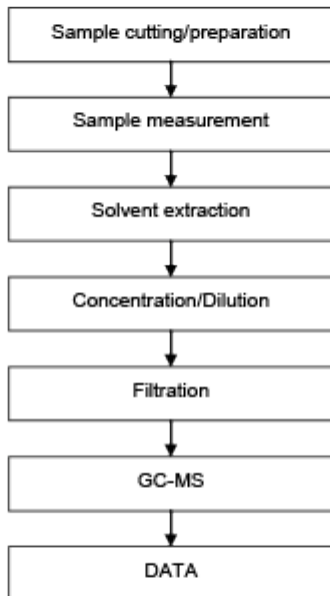 Sample cutting/preparation
Sample measurement
Solvent extraction
Concentration/Dilution
Filtration
GC-MS
DATA